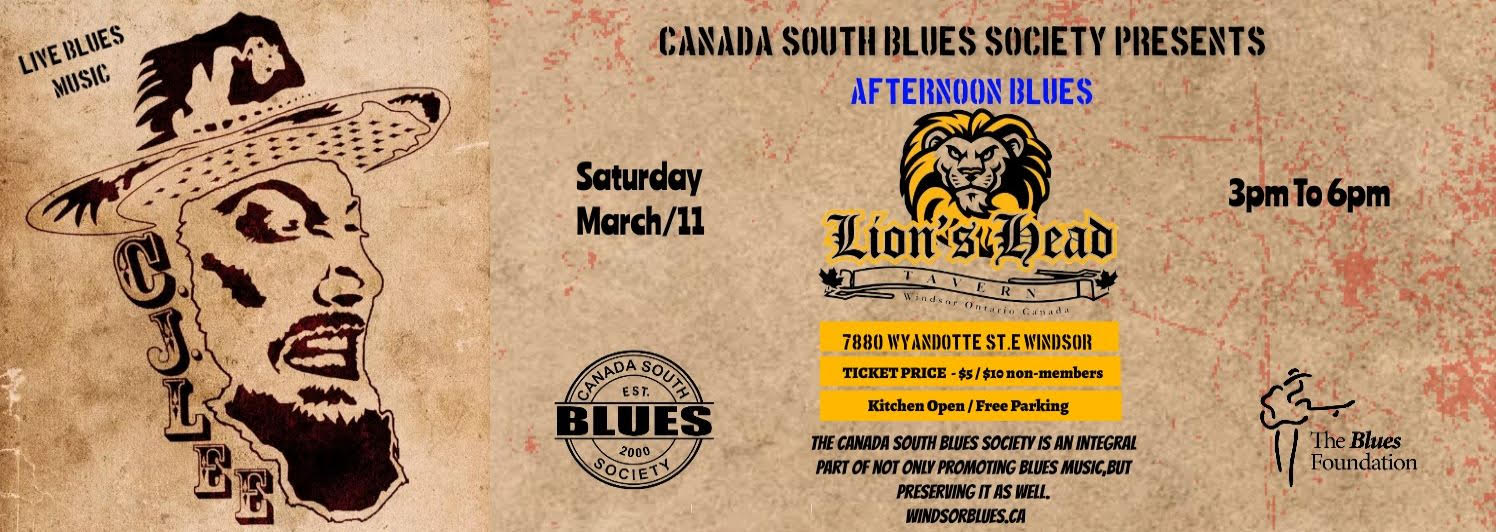 LIVE BLUES
MUSIC
C.J. LEE
CANADA SOUTH BLUES SOCIETY PRESENTS
AFTERNOON BLUES
Saturday
March/11
3pm To 6pm
Lion's Head
TAVERN
Windsor Ontario Canada
7880 WYANDOTTE ST.E WINDSOR
TICKET PRICE - $5 / $10 non-members
Kitchen Open / Free Parking
THE CANADA SOUTH BLUES SOCIETY IS AN INTEGRAL
PART OF NOT ONLY PROMOTING BLUES MUSIC,BUT
PRESERVING IT AS WELL.
WINDSORBLUES.CA
CANADA SOUTH
EST.
BLUES
2000
SOCIETY
The Blues
Foundation